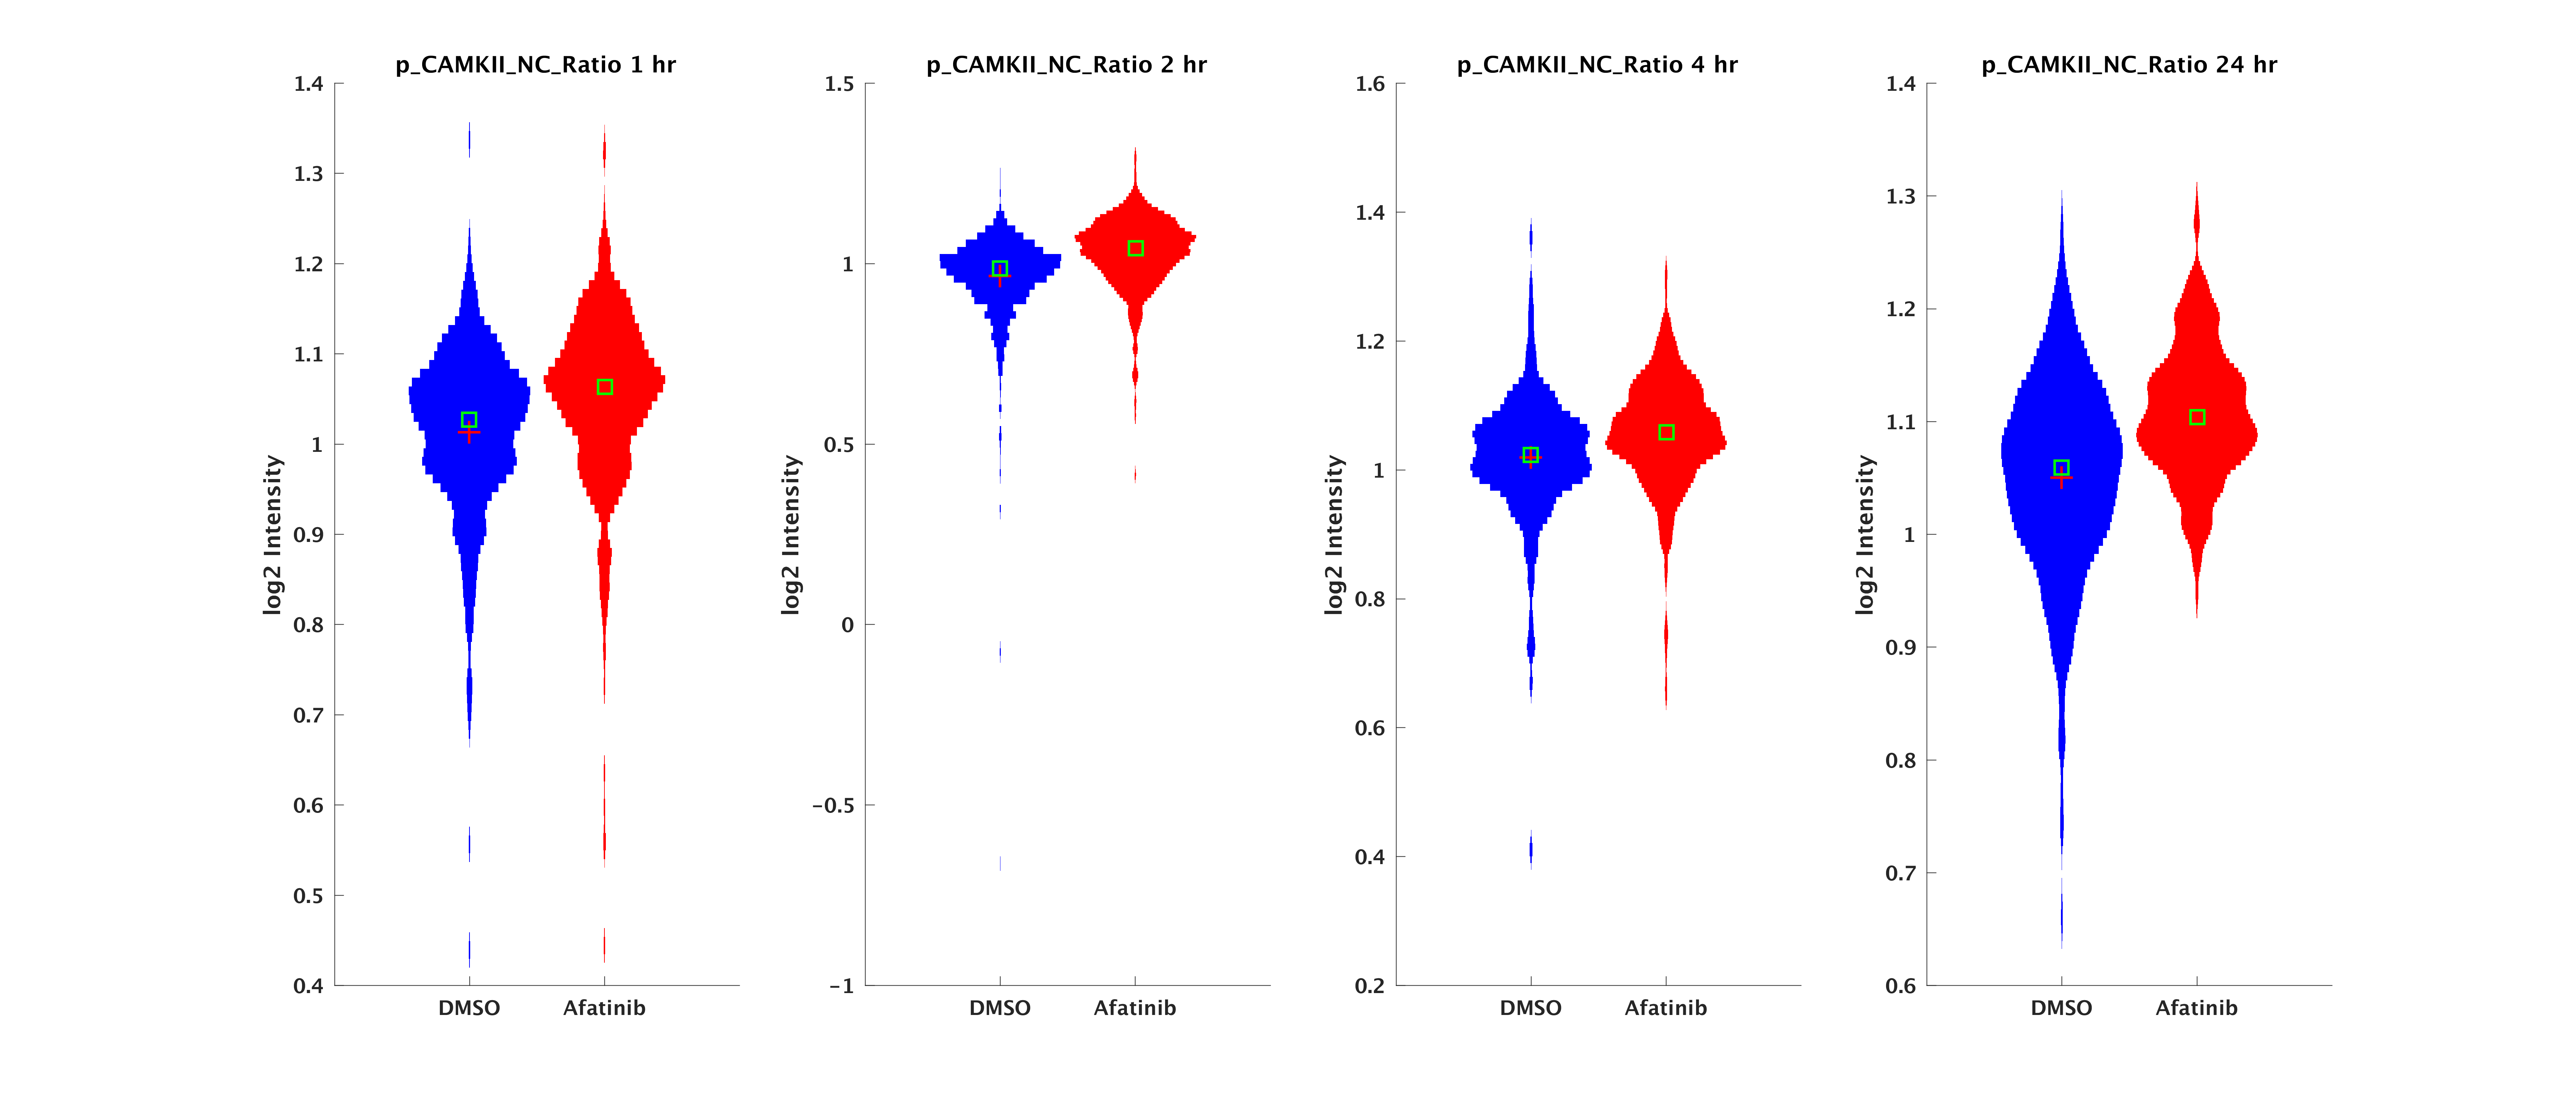 p_CAMKII_NC_Ratio 1 hr
1.4
1.3
1.2
1.1
1
0.9
0.8
0.7
0.6
0.5
0.4
log2 Intensity
DMSO Afatinib
p_CAMKII_NC_Ratio 2 hr
1.5
1
0.5
0
-0.5
-1
log2 Intensity
DMSO Afatinib
p_CAMKII_NC_Ratio 4 hr
1.6
1.4
1.2
1
0.8
0.6
0.4
0.2
log2 Intensity
DMSO Afatinib
p_CAMKII_NC_Ratio 24 hr
1.4
1.3
1.2
1.1
1
0.9
0.8
0.7
0.6
log2 Intensity
DMSO Afatinib